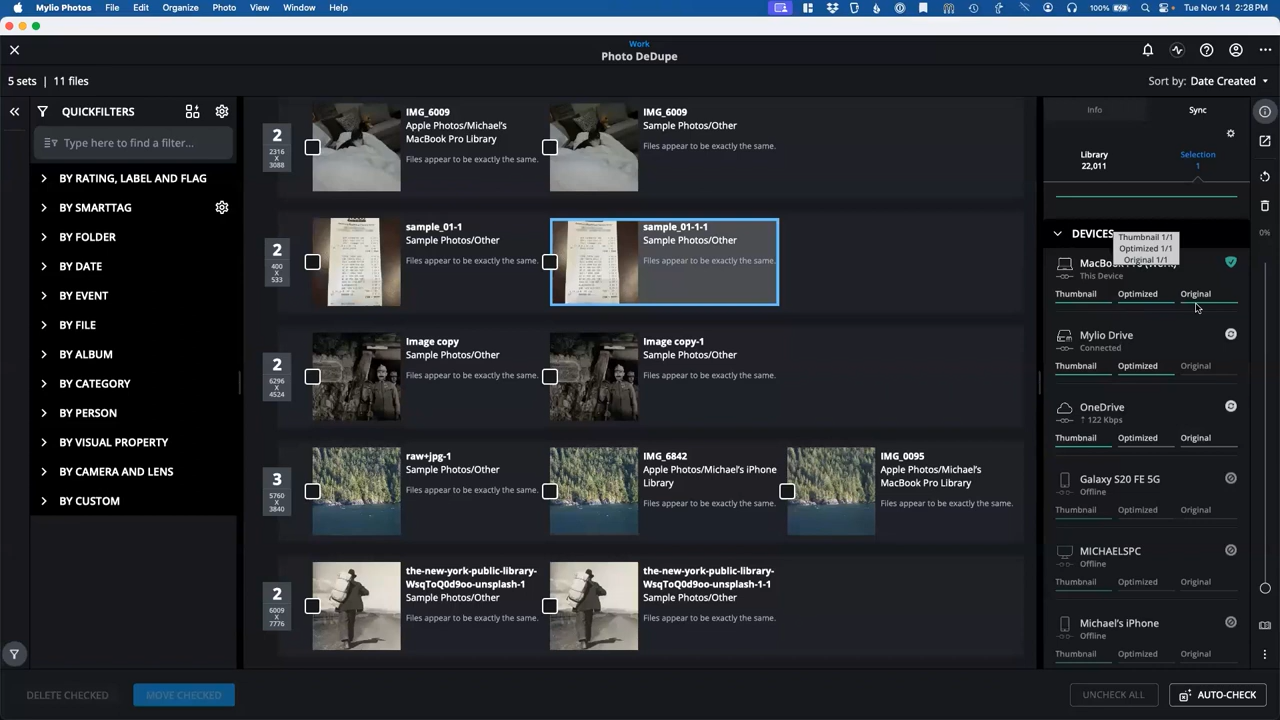 Mylio Photos File Edit Organize Photo View Window Help 100% Tue Nov 14 2:28 PM
Work
Photo DeDupe
5 sets | 11 files
Sort by: Date Created
QUICKFILTERS
Type here to find a filter...
BY RATING, LABEL AND FLAG
BY SMARTTAG
BY FOLDER
BY DATE
BY EVENT
BY FILE
BY ALBUM
BY CATEGORY
BY PERSON
BY VISUAL PROPERTY
BY CAMERA AND LENS
BY CUSTOM
2
2316
X
3088
IMG_6009
Apple Photos/Michael's
MacBook Pro Library
Files appear to be exactly the same.
IMG_6009
Sample Photos/Other
Files appear to be exactly the same.
2
400
X
533
sample_01-1
Sample Photos/Other
Files appear to be exactly the same.
sample_01-1-1
Sample Photos/Other
Files appear to be exactly the same.
2
6296
X
4524
Image copy
Sample Photos/Other
Files appear to be exactly the same.
Image copy-1
Sample Photos/Other
Files appear to be exactly the same.
3
5760
X
3840
raw+jpg-1
Sample Photos/Other
Files appear to be exactly the same.
IMG_6842
Apple Photos/Michael's iPhone
Library
Files appear to be exactly the same.
IMG_0095
Apple Photos/Michael's
MacBook Pro Library
Files appear to be exactly the same.
2
6009
X
7776
the-new-york-public-library-
WsqToQ0d9oo-unsplash-1
Sample Photos/Other
Files appear to be exactly the same.
the-new-york-public-library-
WsqToQ0d9oo-unsplash-1-1
Sample Photos/Other
Files appear to be exactly the same.
Info Sync
Library
22,011
Selection
1
DEVICES
Thumbnail 1/1
Optimized 1/1
Original 1/1
This Device
Thumbnail Optimized Original
Mylio Drive
Connected
Thumbnail Optimized Original
OneDrive
↑ 122 Kbps
Thumbnail Optimized Original
Galaxy S20 FE 5G
Offline
Thumbnail Optimized Original
MICHAELSPC
Offline
Thumbnail Optimized Original
Michael's iPhone
Offline
Thumbnail Optimized Original
0%
DELETE CHECKED MOVE CHECKED UNCHECK ALL AUTO-CHECK